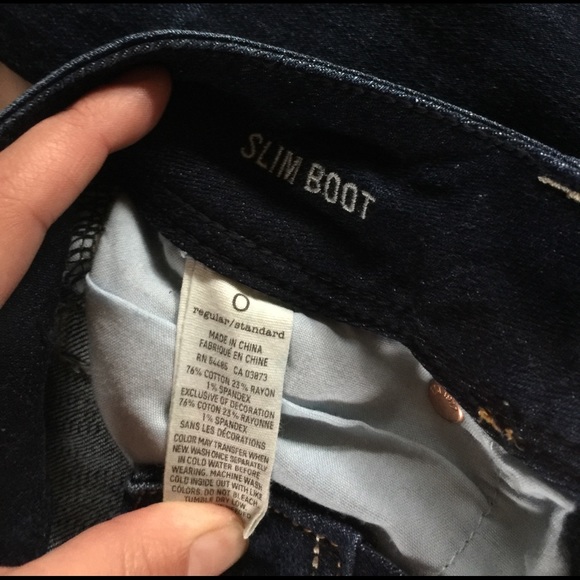 SLIM BOOT
0
regular/standard
MADE IN CHINA
FABRIQUÉ EN CHINE
RN 54485 CA 03873
76% COTTON 23% RAYON
1% SPANDEX
EXCLUSIVE OF DECORATION
76% COTON 23% RAYONNE
1% SPANDEX
SANS LES DÉCORATIONS
COLOR MAY TRANSFER WHEN
NEW. WASH ONCE SEPARATELY
IN COLD WATER BEFORE
WEARING. MACHINE WASH
COLD INSIDE OUT WITH LIKE
COLORS. DO NOT BLEACH
TUMBLE DRY LOW